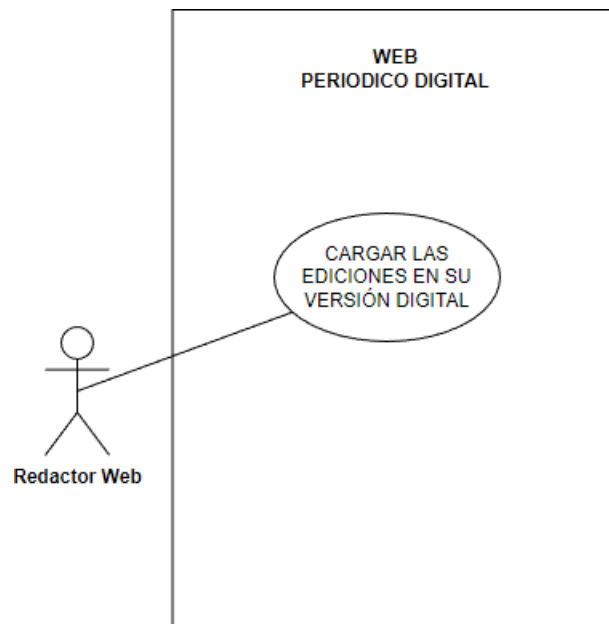 WEB
PERIODICO DIGITAL
CARGAR LAS
EDICIONES EN SU
VERSIÓN DIGITAL
Redactor Web